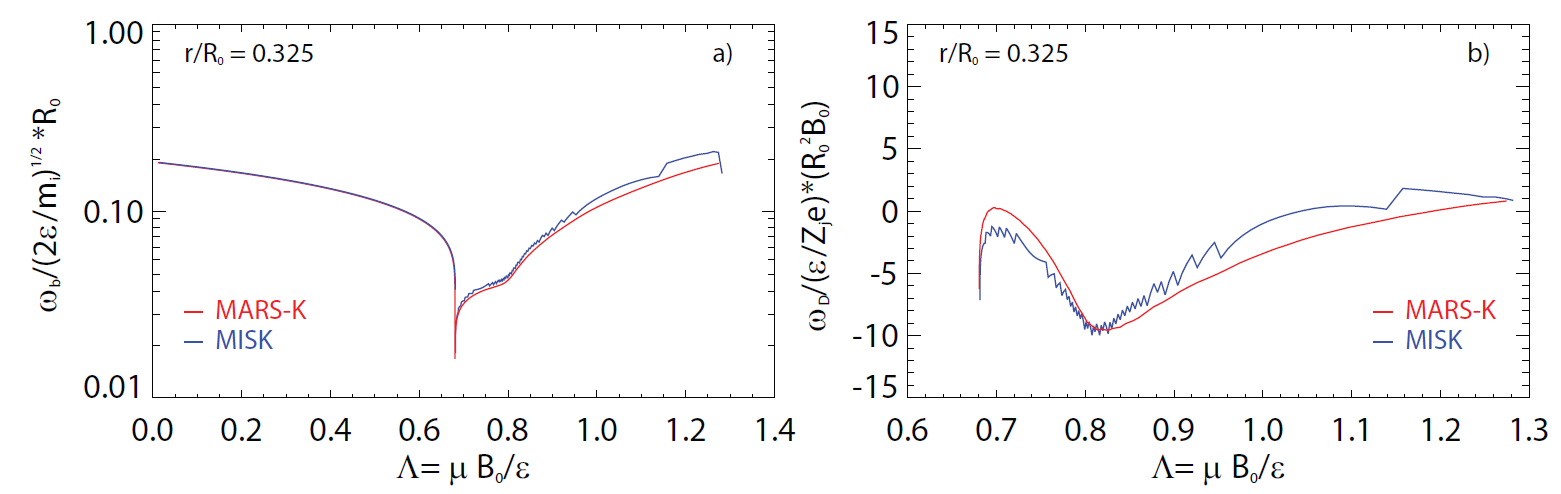 1.00
0.10
0.01
r/R₀ = 0.325
a)
ω_b/(2ε/m_i)^{1/2} *R₀
MARS-K
MISK
0.0 0.2 0.4 0.6 0.8 1.0 1.2 1.4
Λ= μ B₀/ε
15
10
5
0
-5
-10
-15
r/R₀ = 0.325
b)
ω_D/(ε/Z_je)*(R₀²B₀)
MARS-K
MISK
0.6 0.7 0.8 0.9 1.0 1.1 1.2 1.3
Λ= μ B₀/ε